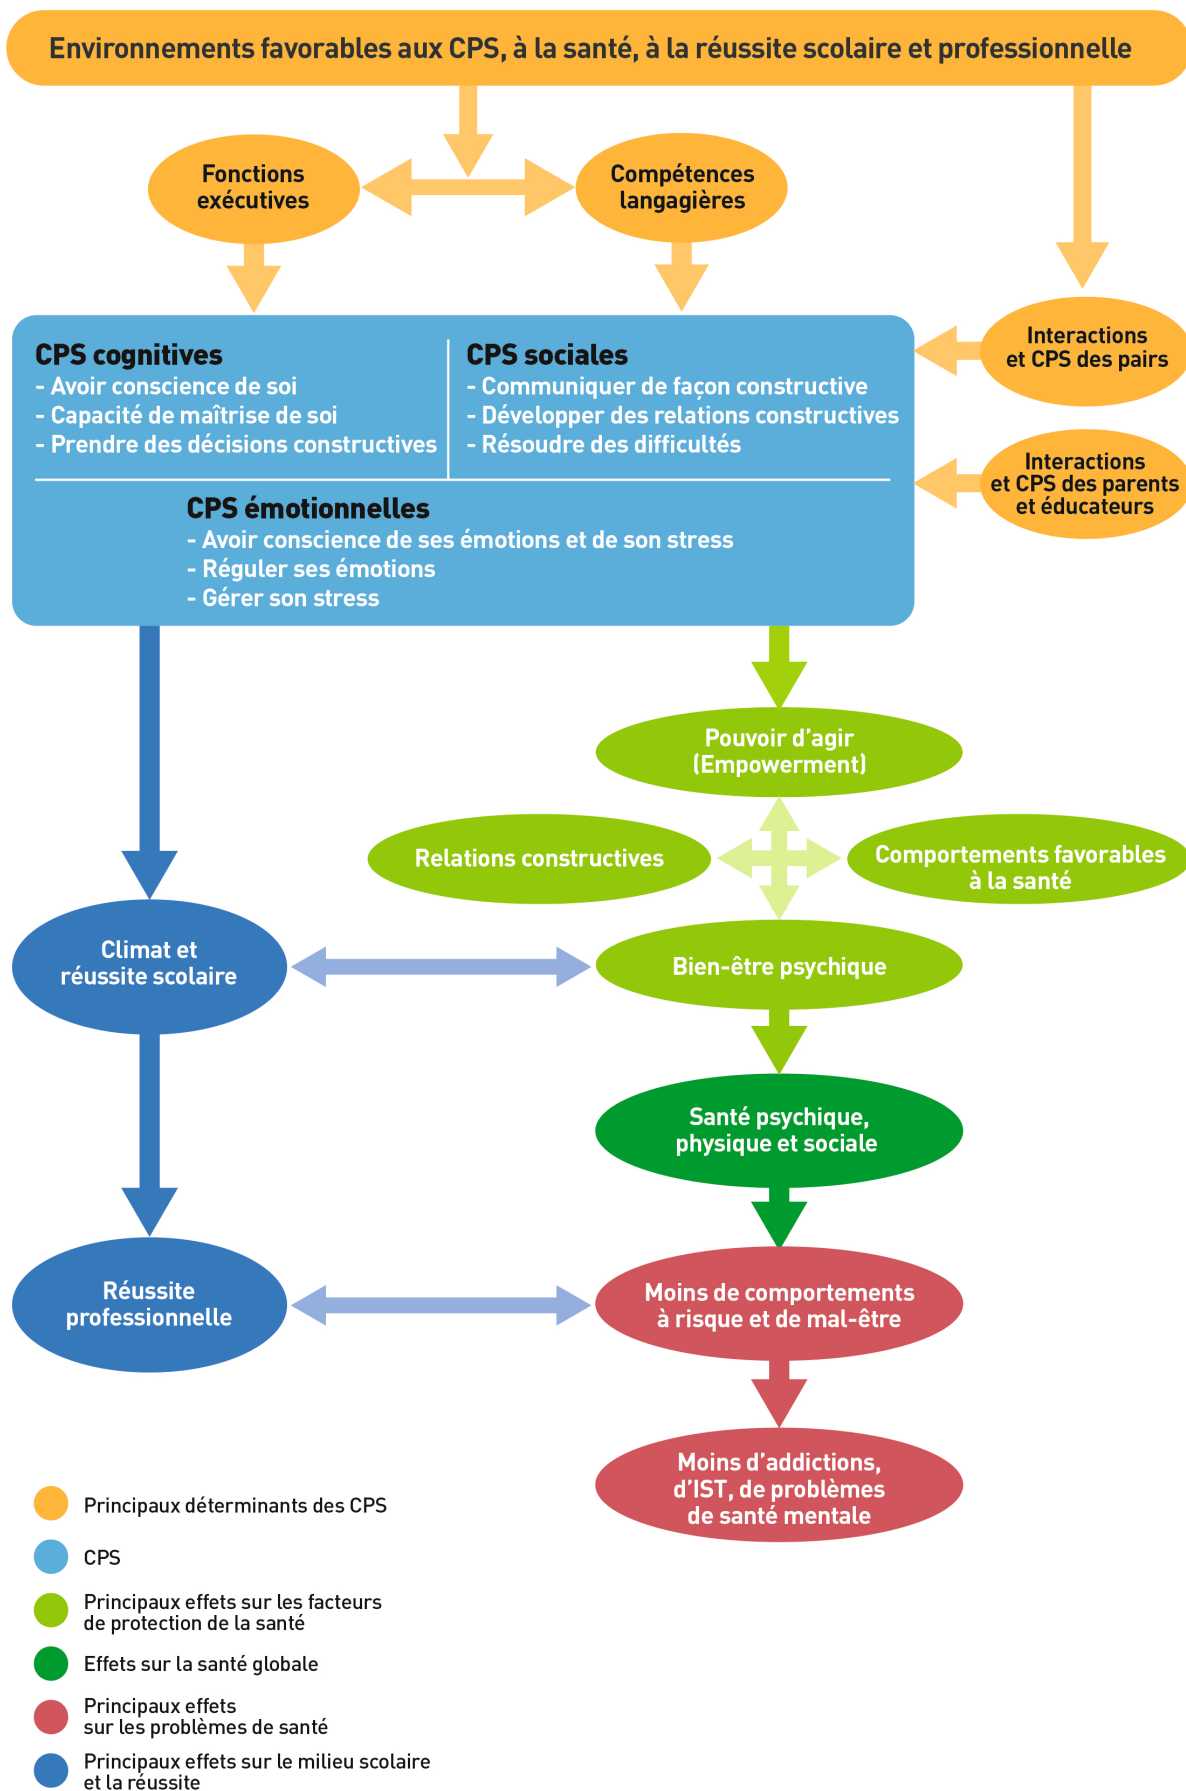 Environnements favorables aux CPS, à la santé, à la réussite scolaire et professionnelle
Fonctions
exécutives
Compétences
langagières
Interactions
et CPS des pairs
Interactions
et CPS des parents
et éducateurs
CPS cognitives
- Avoir conscience de soi
- Capacité de maîtrise de soi
- Prendre des décisions constructives
CPS sociales
- Communiquer de façon constructive
- Développer des relations constructives
- Résoudre des difficultés
CPS émotionnelles
- Avoir conscience de ses émotions et de son stress
- Réguler ses émotions
- Gérer son stress
Pouvoir d’agir
(Empowerment)
Relations constructives
Comportements favorables
à la santé
Climat et
réussite scolaire
Bien-être psychique
Santé psychique,
physique et sociale
Réussite
professionnelle
Moins de comportements
à risque et de mal-être
Moins d’addictions,
d’IST, de problèmes
de santé mentale
Principaux déterminants des CPS
CPS
Principaux effets sur les facteurs
de protection de la santé
Effets sur la santé globale
Principaux effets
sur les problèmes de santé
Principaux effets sur le milieu scolaire
et la réussite